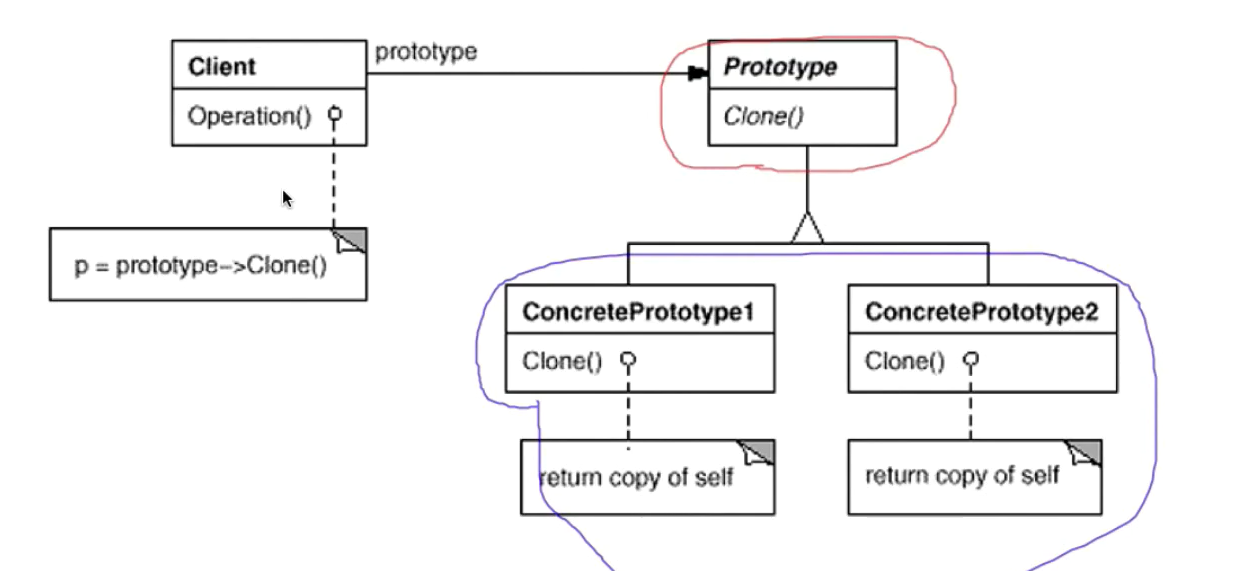 prototype
Client
Prototype
Operation()
Clone()
p = prototype–>Clone()
ConcretePrototype1
ConcretePrototype2
Clone()
Clone()
return copy of self
return copy of self